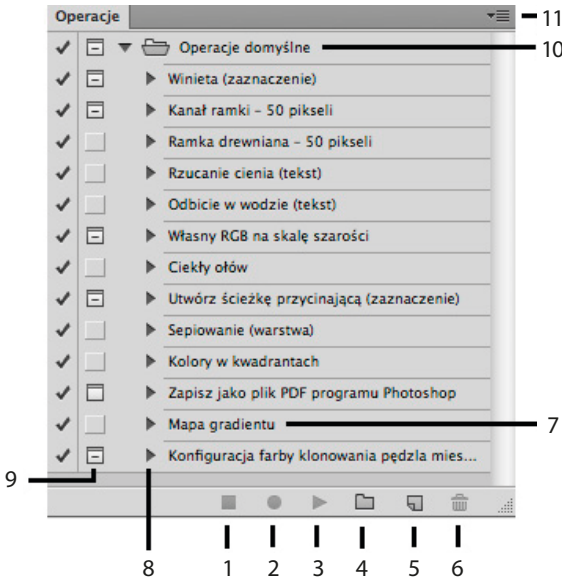 Operacje
11
Operacje domyślne
10
Winieta (zaznaczenie)
Kanał ramki – 50 pikseli
Ramka drewniana – 50 pikseli
Rzucanie cienia (tekst)
Odbicie w wodzie (tekst)
Własny RGB na skalę szarości
Ciekły ołów
Utwórz ścieżkę przycinającą (zaznaczenie)
Sepiowanie (warstwa)
Kolory w kwadrantach
Zapisz jako plik PDF programu Photoshop
Mapa gradientu
7
Konfiguracja farby klonowania pędzla mies...
9
8 1 2 3 4 5 6